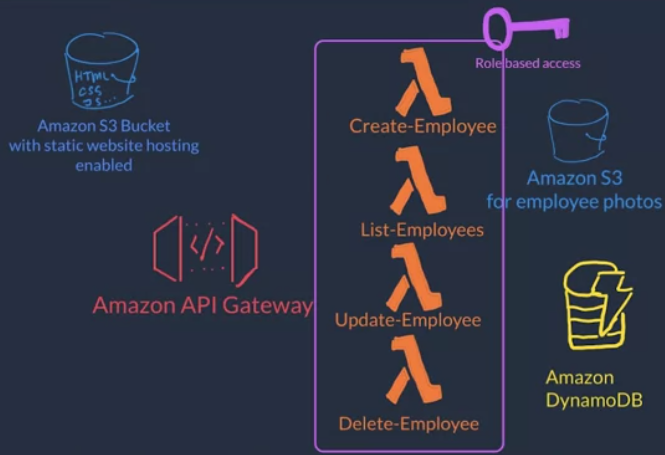 HTML
CSS
JS...
Amazon S3 Bucket
with static website hosting
enabled
</>
Amazon API Gateway
Role based access
Create-Employee
List-Employees
Update-Employee
Delete-Employee
Amazon S3
for employee photos
Amazon
DynamoDB